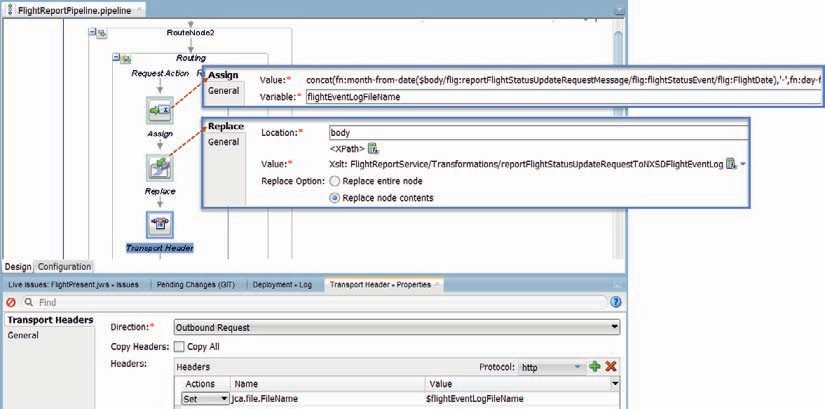 FlightReportPipeline.pipeline
RouteNode2
Routing
Request Action
Assign
Replace
Transport Header
Assign
General
Value:* concat(fn:month-from-date($body/flig:reportFlightStatusUpdateRequestMessage/flig:flightStatusEvent/flig:FlightDate),'-',fn:day-f
Variable:* flightEventLogFileName
Replace
General
Location:* body
<XPath>
Value:* Xslt: FlightReportService/Transformations/reportFlightStatusUpdateRequestToNXSDFlightEventLog
Replace Option: Replace entire node
Replace node contents
Design Configuration
Live Issues: FlightPresent.jws - Issues Pending Changes (GIT) Deployment - Log Transport Header - Properties
Find
Transport Headers
General
Direction:* Outbound Request
Copy Headers: Copy All
Headers: Headers Protocol: http
Actions Name Value
Set jca.file.FileName $flightEventLogFileName